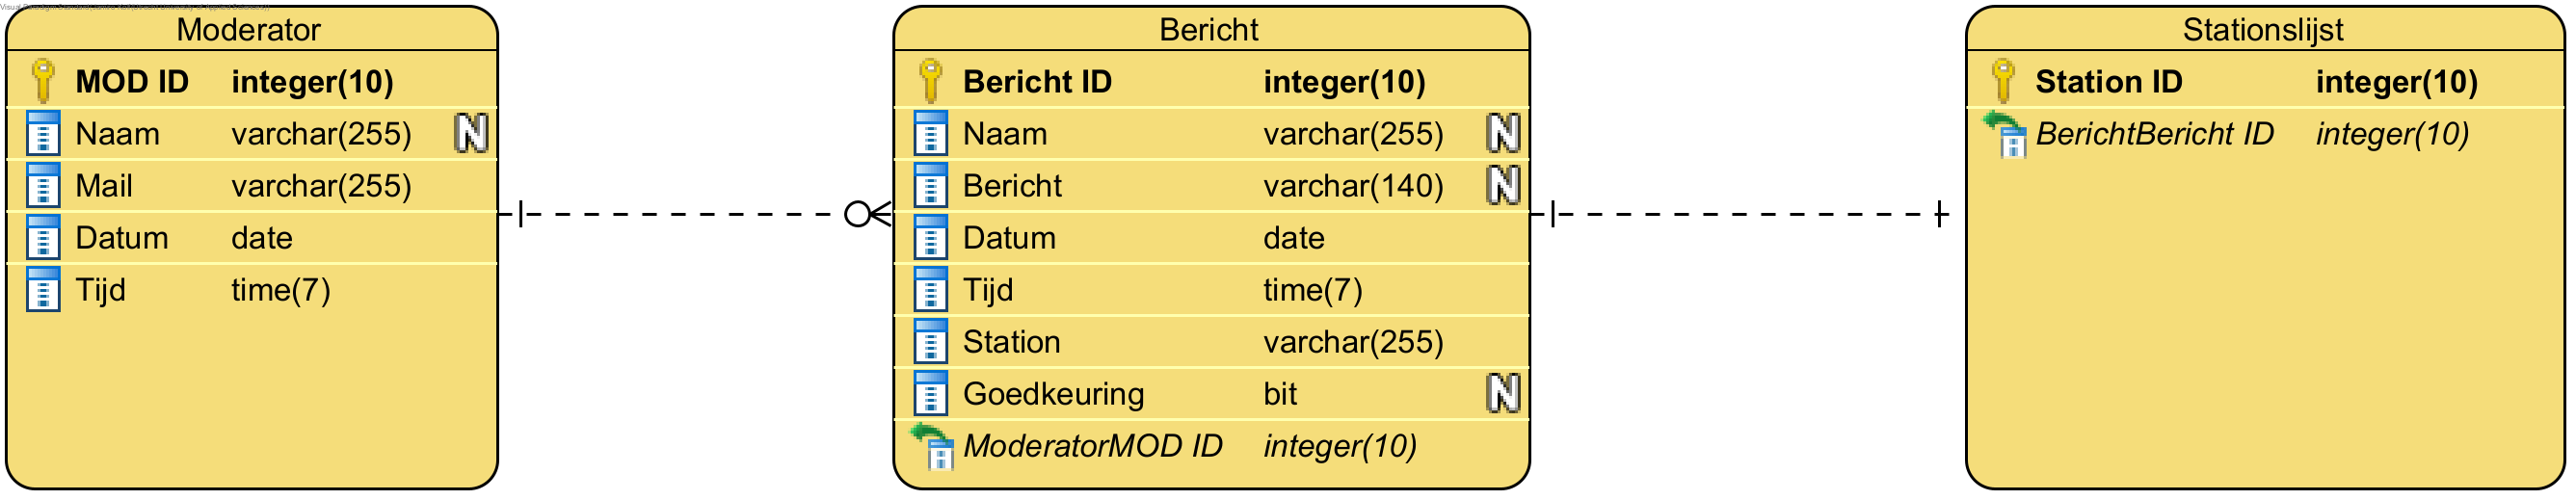 Moderator
MOD ID integer(10)
Naam varchar(255) N
Mail varchar(255)
Datum date
Tijd time(7)
Bericht
Bericht ID integer(10)
Naam varchar(255) N
Bericht varchar(140) N
Datum date
Tijd time(7)
Station varchar(255)
Goedkeuring bit N
ModeratorMOD ID integer(10)
Stationslijst
Station ID integer(10)
BerichtBericht ID integer(10)